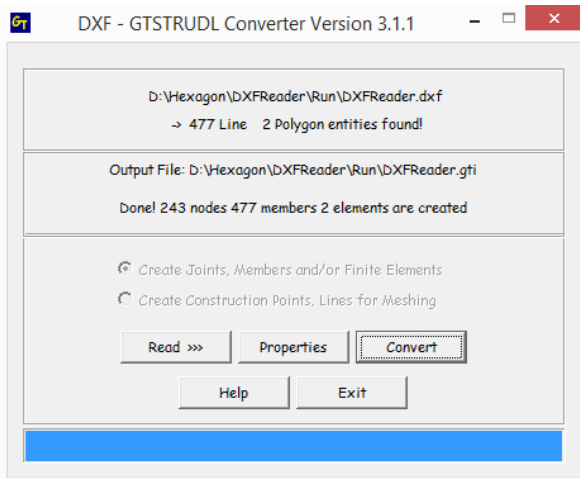 GT DXF - GTSTRUDL Converter Version 3.1.1
D:\Hexagon\DXFReader\Run\DXFReader.dxf
-> 477 Line 2 Polygon entities found!
Output File: D:\Hexagon\DXFReader\Run\DXFReader.gti
Done! 243 nodes 477 members 2 elements are created
Create Joints, Members and/or Finite Elements
Create Construction Points, Lines for Meshing
Read >>> Properties Convert
Help Exit